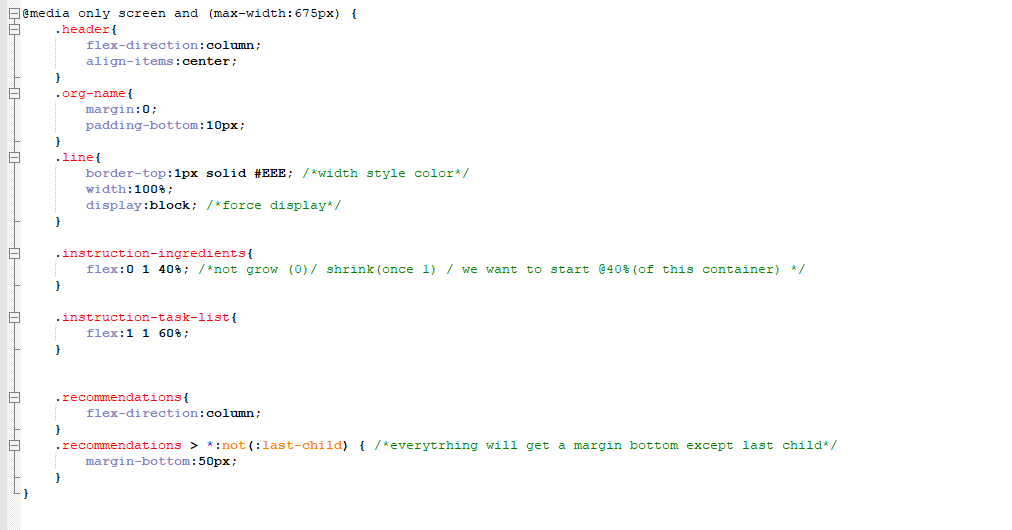 @media only screen and (max-width:675px) {
.header{
flex-direction:column;
align-items:center;
}
.org-name{
margin:0;
padding-bottom:10px;
}
.line{
border-top:1px solid #EEE; /*width style color*/
width:100%;
display:block; /*force display*/
}
.instruction-ingredients{
flex:0 1 40%; /*not grow (0)/ shrink(once 1) / we want to start @40%(of this container) */
}
.instruction-task-list{
flex:1 1 60%;
}
.recommendations{
flex-direction:column;
}
.recommendations > *:not(:last-child) { /*everytrhing will get a margin bottom except last child*/
margin-bottom:50px;
}
}